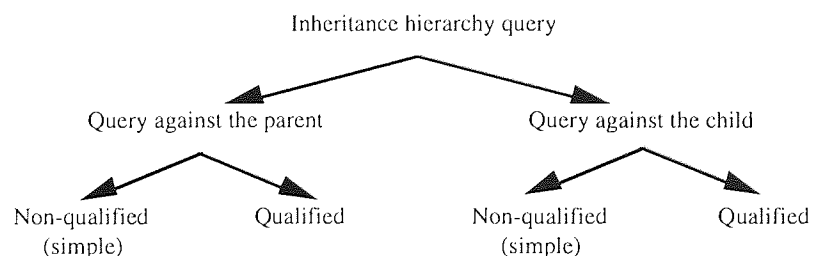 Inheritance hierarchy query
Query against the parent
Query against the child
Non-qualified
(simple)
Qualified
Non-qualified
(simple)
Qualified